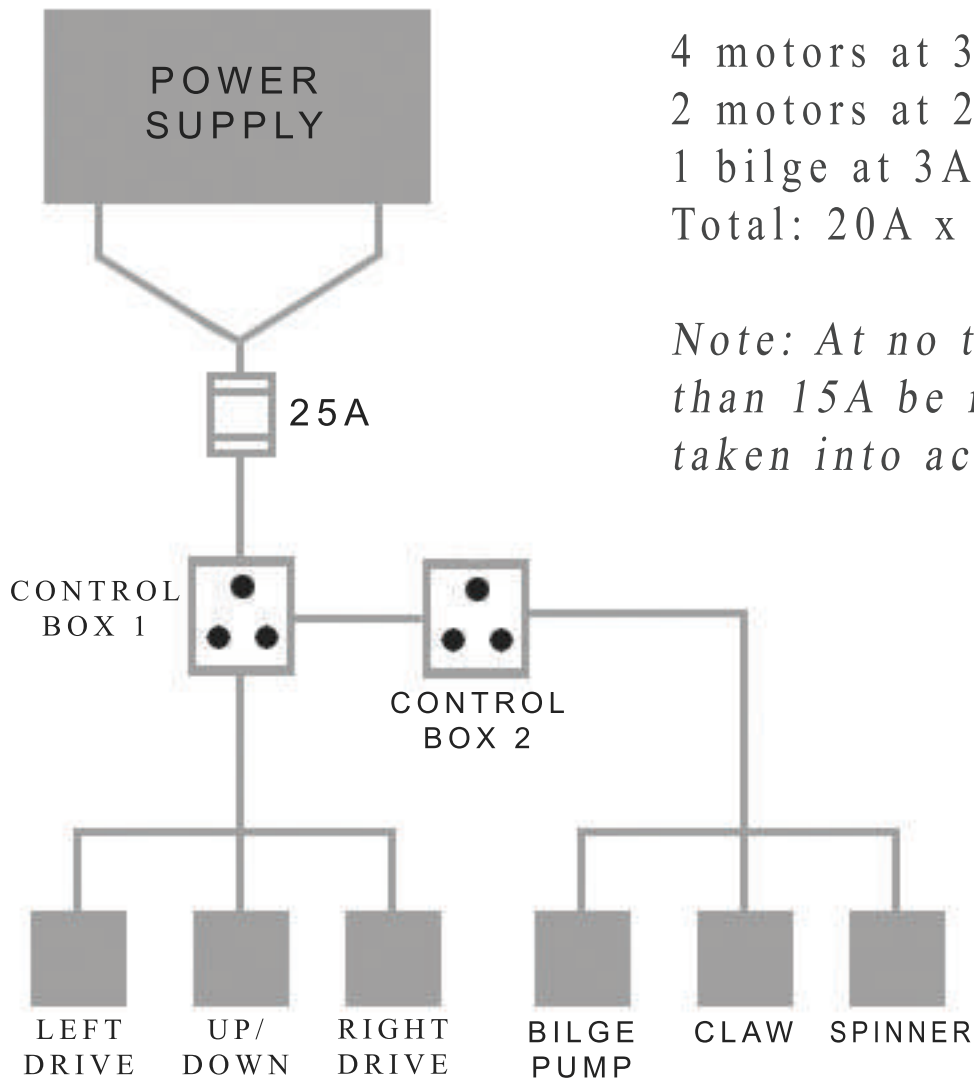 POWER
SUPPLY
4 motors at 3
2 motors at 2
1 bilge at 3A
Total: 20A x
Note: At no t
than 15A be
taken into ac
25A
CONTROL
BOX 1
CONTROL
BOX 2
LEFT
DRIVE
UP/
DOWN
RIGHT
DRIVE
BILGE
PUMP
CLAW
SPINNER